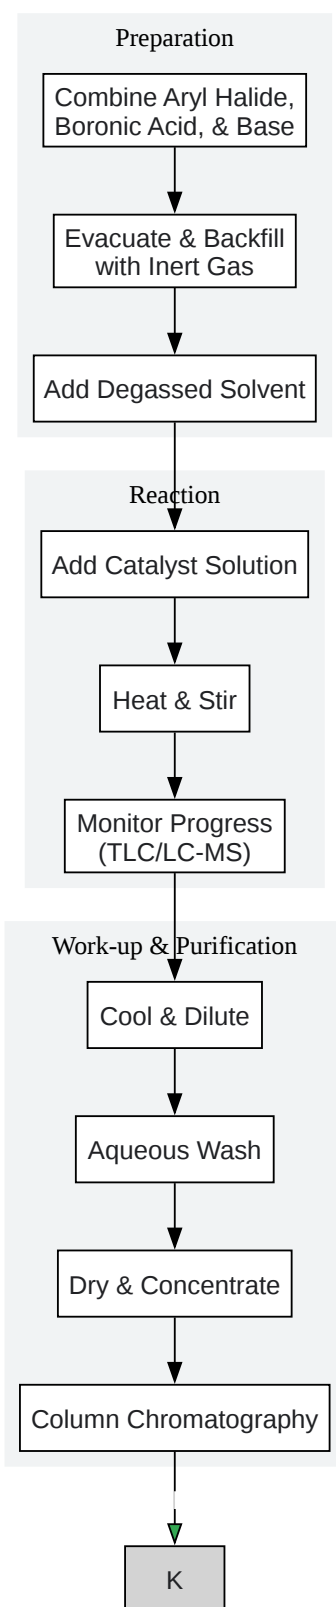 Preparation
Combine Aryl Halide,
Boronic Acid, & Base
Evacuate & Backfill
with Inert Gas
Add Degassed Solvent
Reaction
Add Catalyst Solution
Heat & Stir
Monitor Progress
(TLC/LC-MS)
Work-up & Purification
Cool & Dilute
Aqueous Wash
Dry & Concentrate
Column Chromatography
K